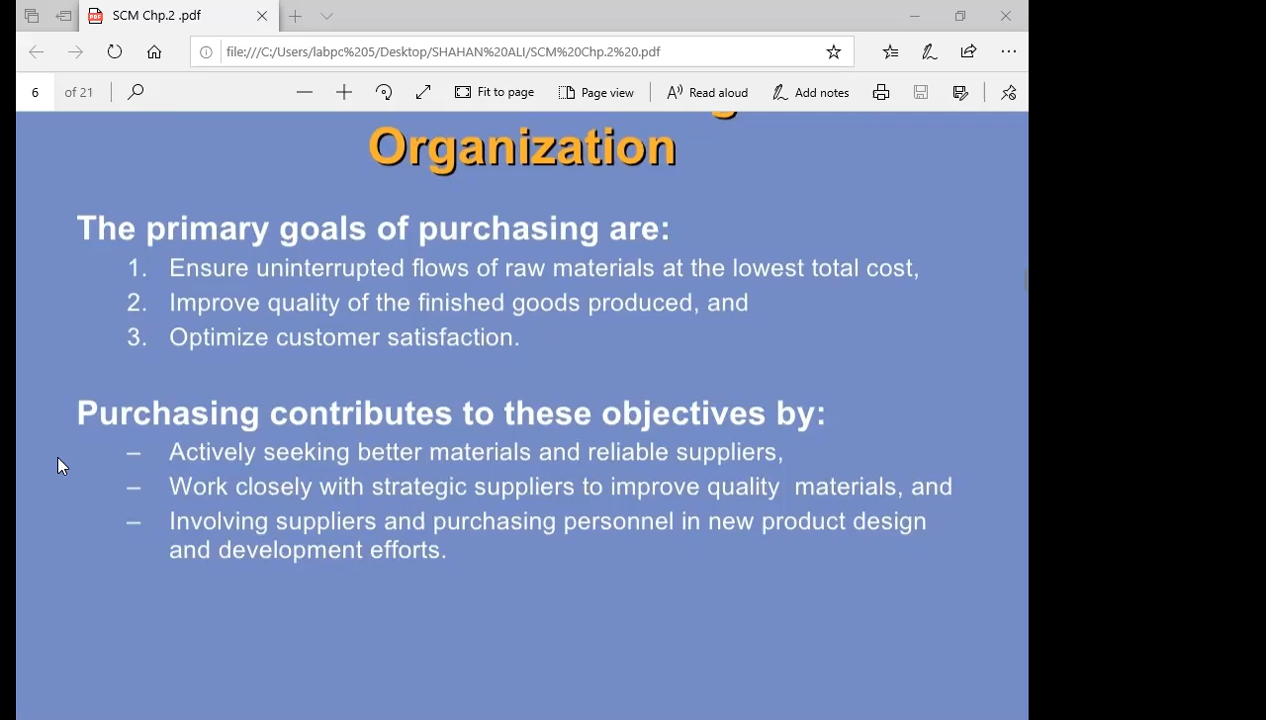 SCM Chp.2 .pdf
file:///C:/Users/labpc%205/Desktop/SHAHAN%20ALI/SCM%20Chp.2%20.pdf
6 of 21 Fit to page Page view Read aloud Add notes
Organization
The primary goals of purchasing are:
1. Ensure uninterrupted flows of raw materials at the lowest total cost,
2. Improve quality of the finished goods produced, and
3. Optimize customer satisfaction.
Purchasing contributes to these objectives by:
– Actively seeking better materials and reliable suppliers,
– Work closely with strategic suppliers to improve quality materials, and
– Involving suppliers and purchasing personnel in new product design
and development efforts.